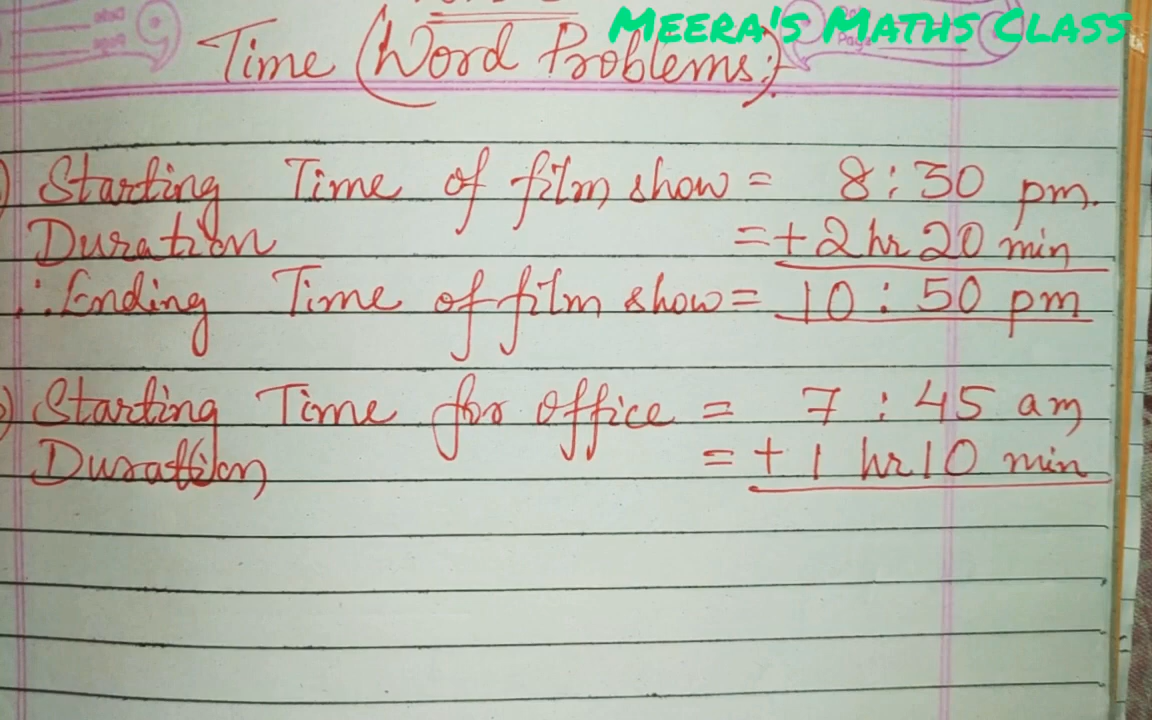 MEERA'S MATHS CLASS
Time (Word Problems:)
Starting Time of film show = 8:30 pm.
Duration = + 2 hr 20 min
∴ Ending Time of film show = 10:50 pm
Starting Time for office = 7:45 am
Duration = + 1 hr 10 min